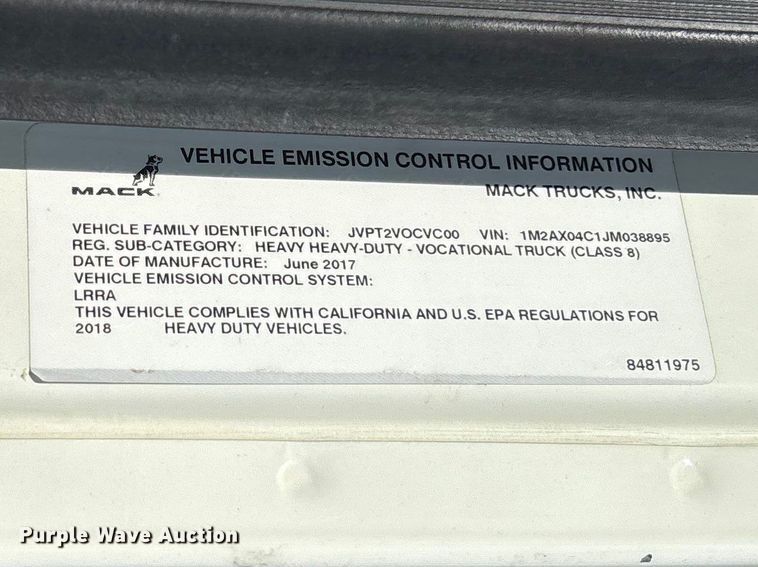 VEHICLE EMISSION CONTROL INFORMATION
MACK
MACK TRUCKS, INC.
VEHICLE FAMILY IDENTIFICATION: JVPT2VOCVC00 VIN: 1M2AX04C1JM038895
REG. SUB-CATEGORY: HEAVY HEAVY-DUTY - VOCATIONAL TRUCK (CLASS 8)
DATE OF MANUFACTURE: June 2017
VEHICLE EMISSION CONTROL SYSTEM:
LRRA
THIS VEHICLE COMPLIES WITH CALIFORNIA AND U.S. EPA REGULATIONS FOR
2018 HEAVY DUTY VEHICLES.
84811975
Purple Wave Auction